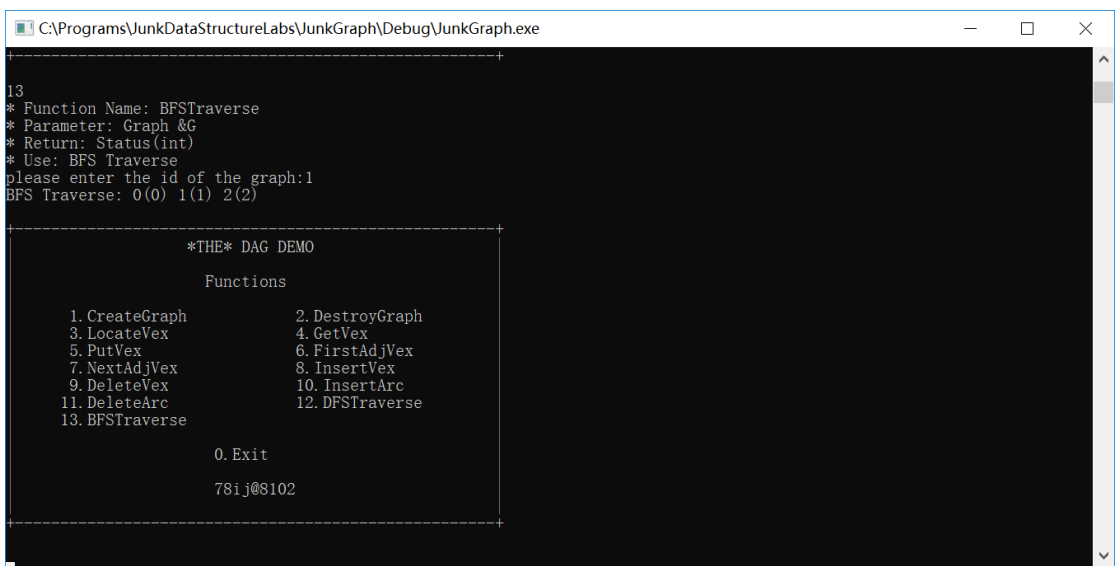 C:\Programs\JunkDataStructureLabs\JunkGraph\Debug\JunkGraph.exe
+-----------------------------------------------------+
13
* Function Name: BFSTraverse
* Parameter: Graph &G
* Return: Status(int)
* Use: BFS Traverse
please enter the id of the graph:1
BFS Traverse: 0(0) 1(1) 2(2)
+-----------------------------------------------------+
*THE* DAG DEMO
Functions
1.CreateGraph 2.DestroyGraph
3.LocateVex 4.GetVex
5.PutVex 6.FirstAdjVex
7.NextAdjVex 8.InsertVex
9.DeleteVex 10.InsertArc
11.DeleteArc 12.DFSTraverse
13.BFSTraverse
0.Exit
78ij@8102
+-----------------------------------------------------+